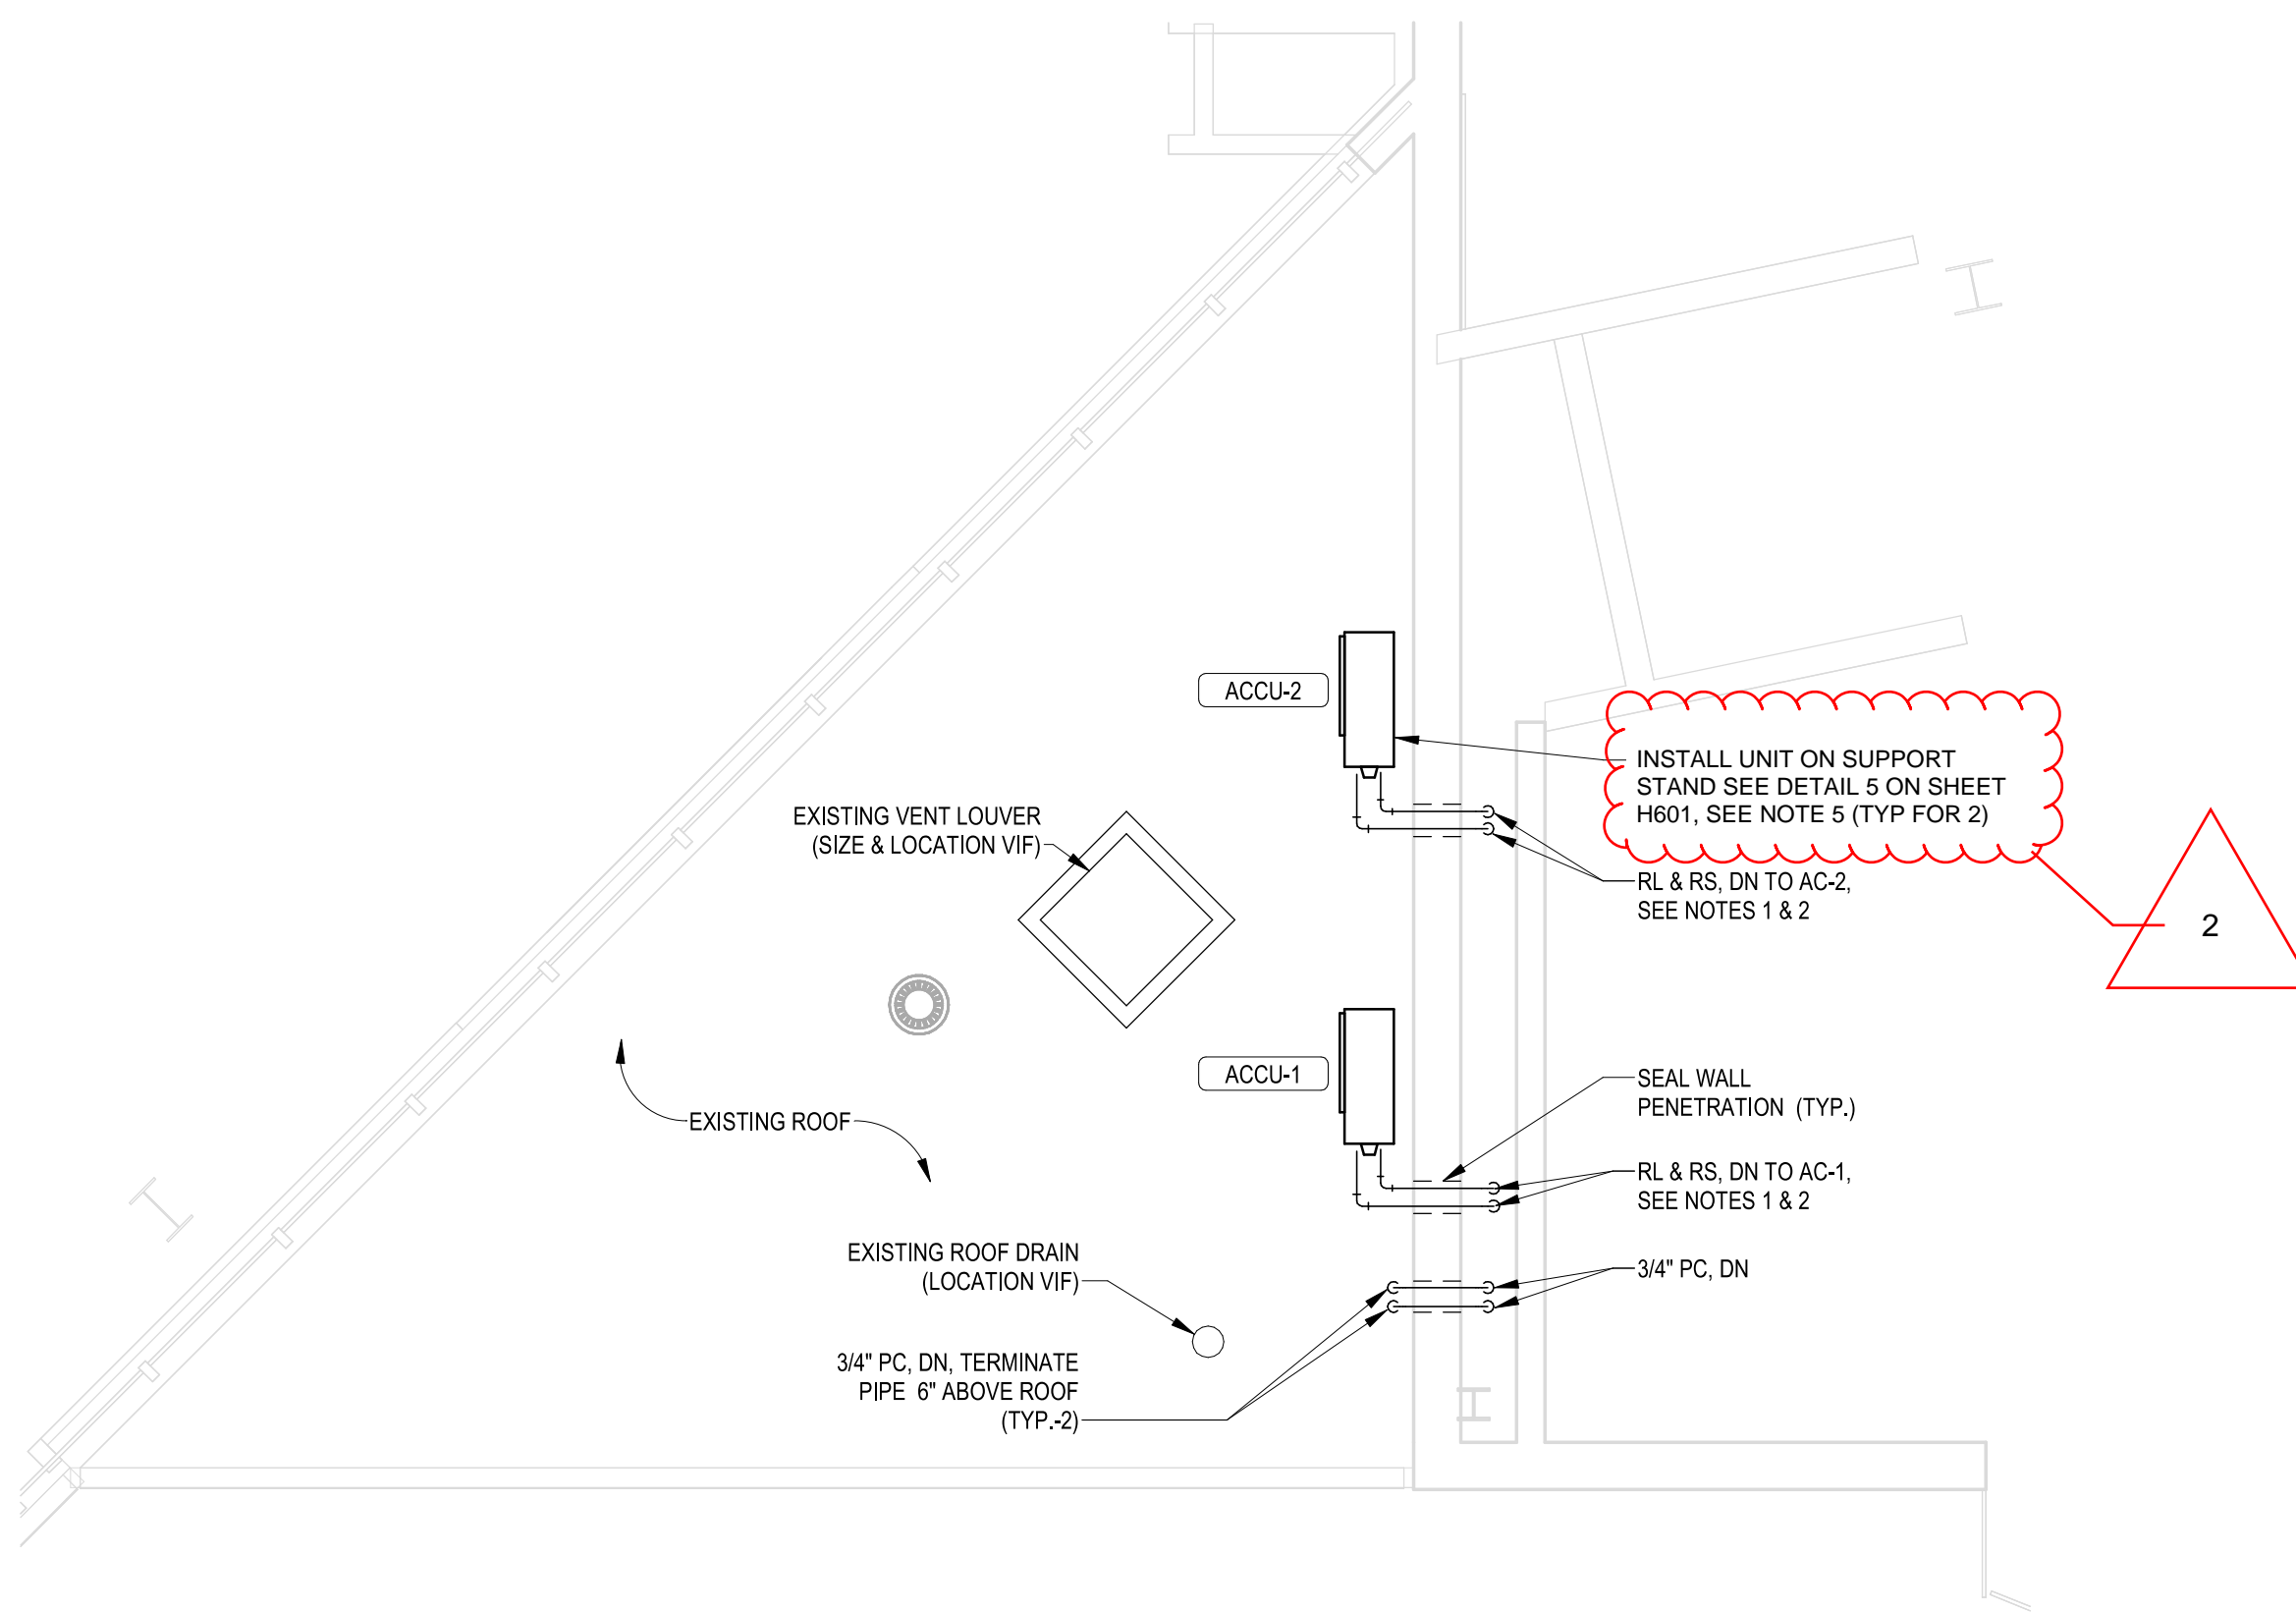 ACCU-2
INSTALL UNIT ON SUPPORT
STAND SEE DETAIL 5 ON SHEET
H601, SEE NOTE 5 (TYP FOR 2)
EXISTING VENT LOUVER
(SIZE & LOCATION VIF)
RL & RS, DN TO AC-2,
SEE NOTES 1 & 2
2
ACCU-1
SEAL WALL
PENETRATION (TYP.)
EXISTING ROOF
RL & RS, DN TO AC-1,
SEE NOTES 1 & 2
EXISTING ROOF DRAIN
(LOCATION VIF)
3/4" PC, DN
3/4" PC, DN, TERMINATE
PIPE 6" ABOVE ROOF
(TYP.-2)